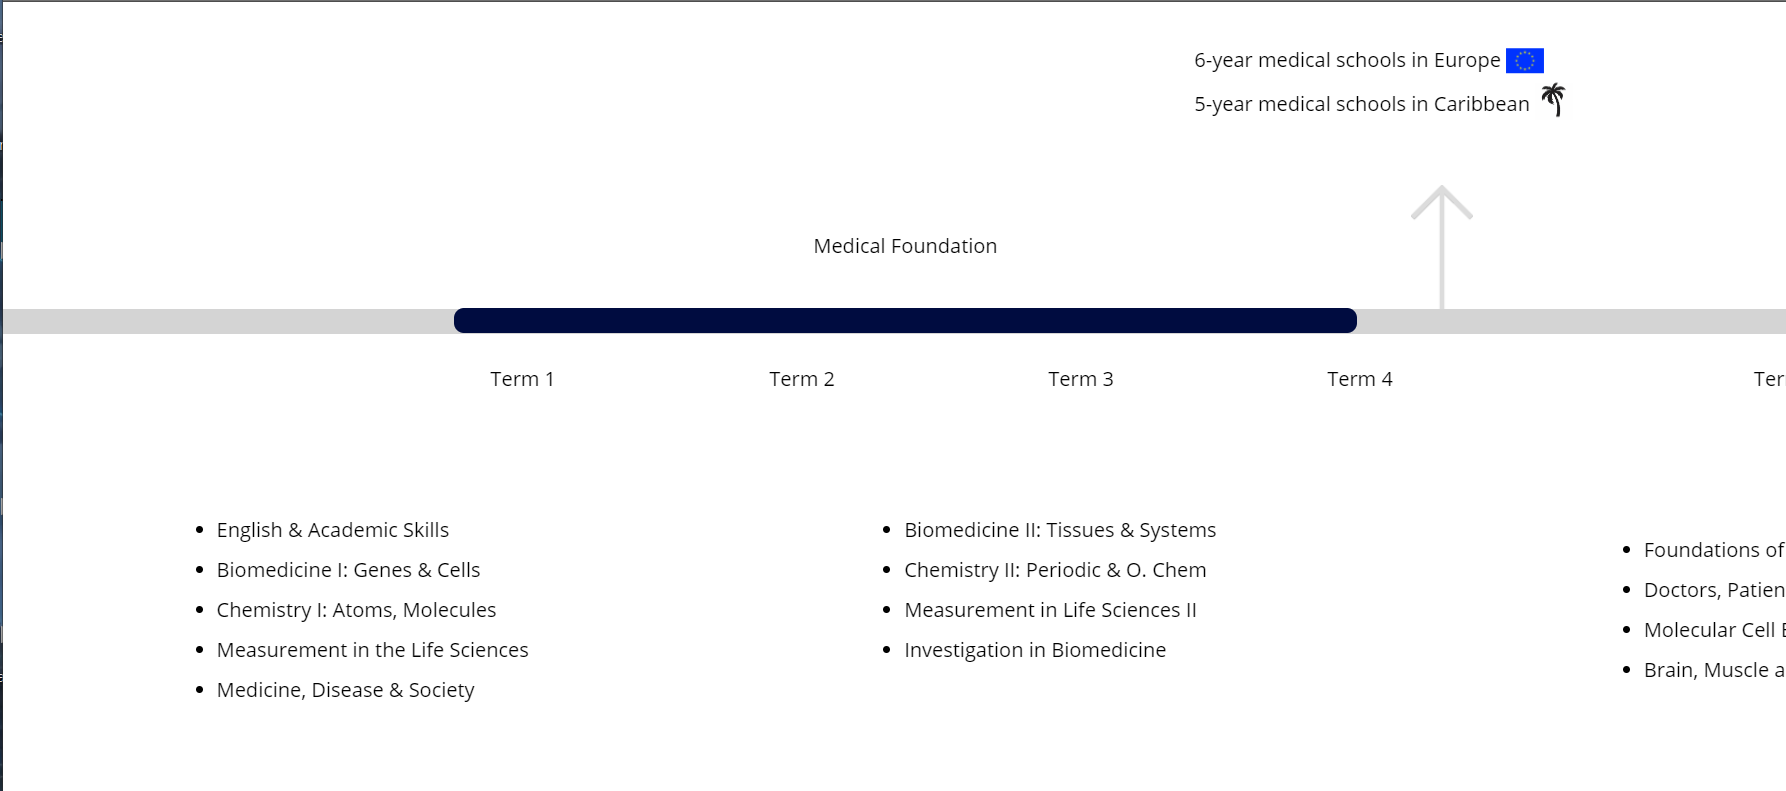 6-year medical schools in Europe
5-year medical schools in Caribbean
Medical Foundation
Term 1
Term 2
Term 3
Term 4
English & Academic Skills
Biomedicine I: Genes & Cells
Chemistry I: Atoms, Molecules
Measurement in the Life Sciences
Medicine, Disease & Society
Biomedicine II: Tissues & Systems
Chemistry II: Periodic & O. Chem
Measurement in Life Sciences II
Investigation in Biomedicine
Foundations of
Doctors,
Molecular Cell
Brain, Muscle